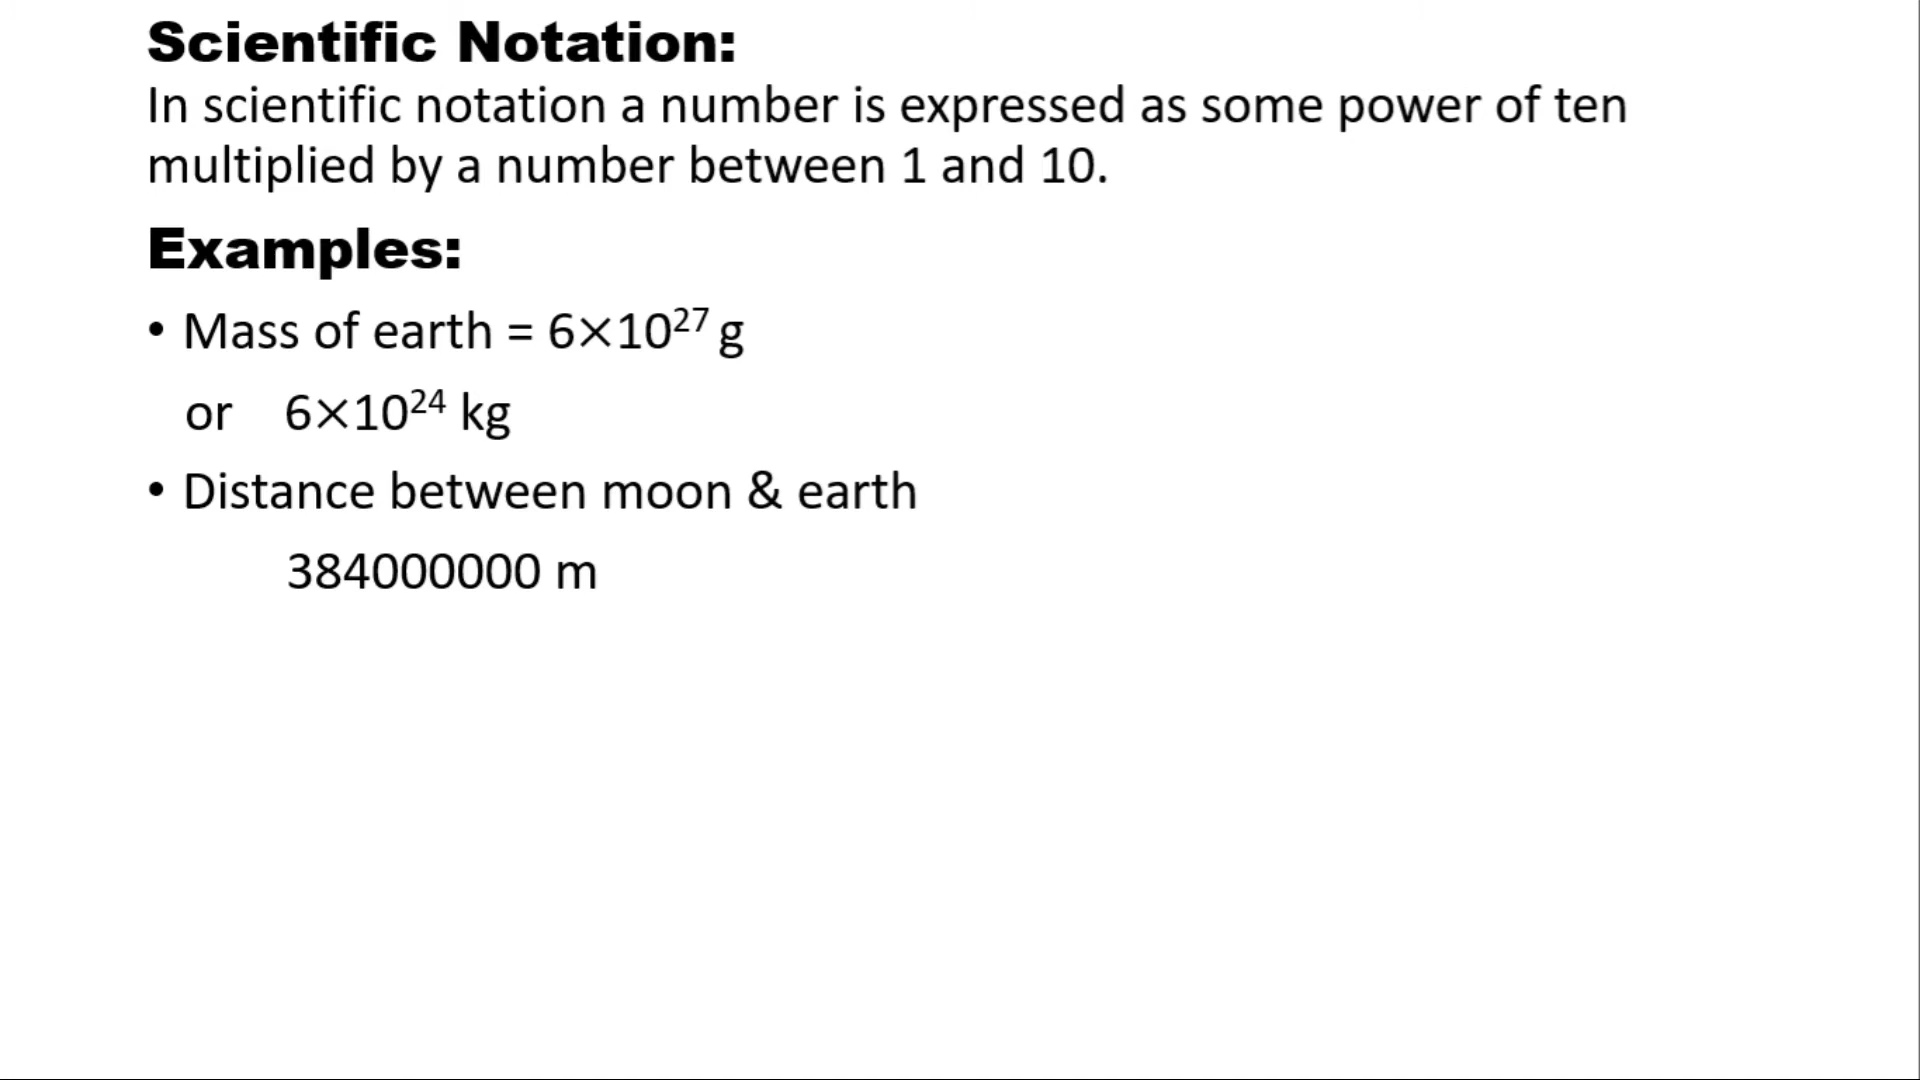 Scientific Notation:
In scientific notation a number is expressed as some power of ten
multiplied by a number between 1 and 10.
Examples:
• Mass of earth = 6×10²⁷ g
or 6×10²⁴ kg
• Distance between moon & earth
384000000 m